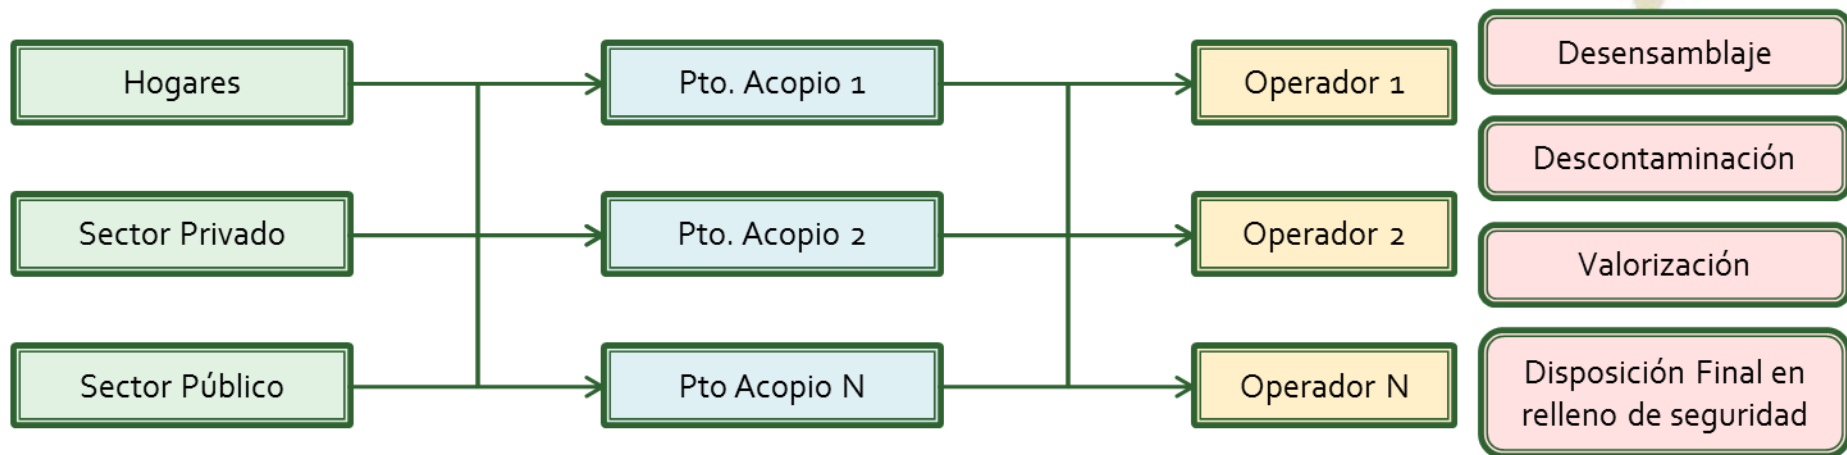 Hogares
Pto. Acopio 1
Operador 1
Desensamblaje
Descontaminación
Sector Privado
Pto. Acopio 2
Operador 2
Valorización
Sector Público
Pto Acopio N
Operador N
Disposición Final en
relleno de seguridad